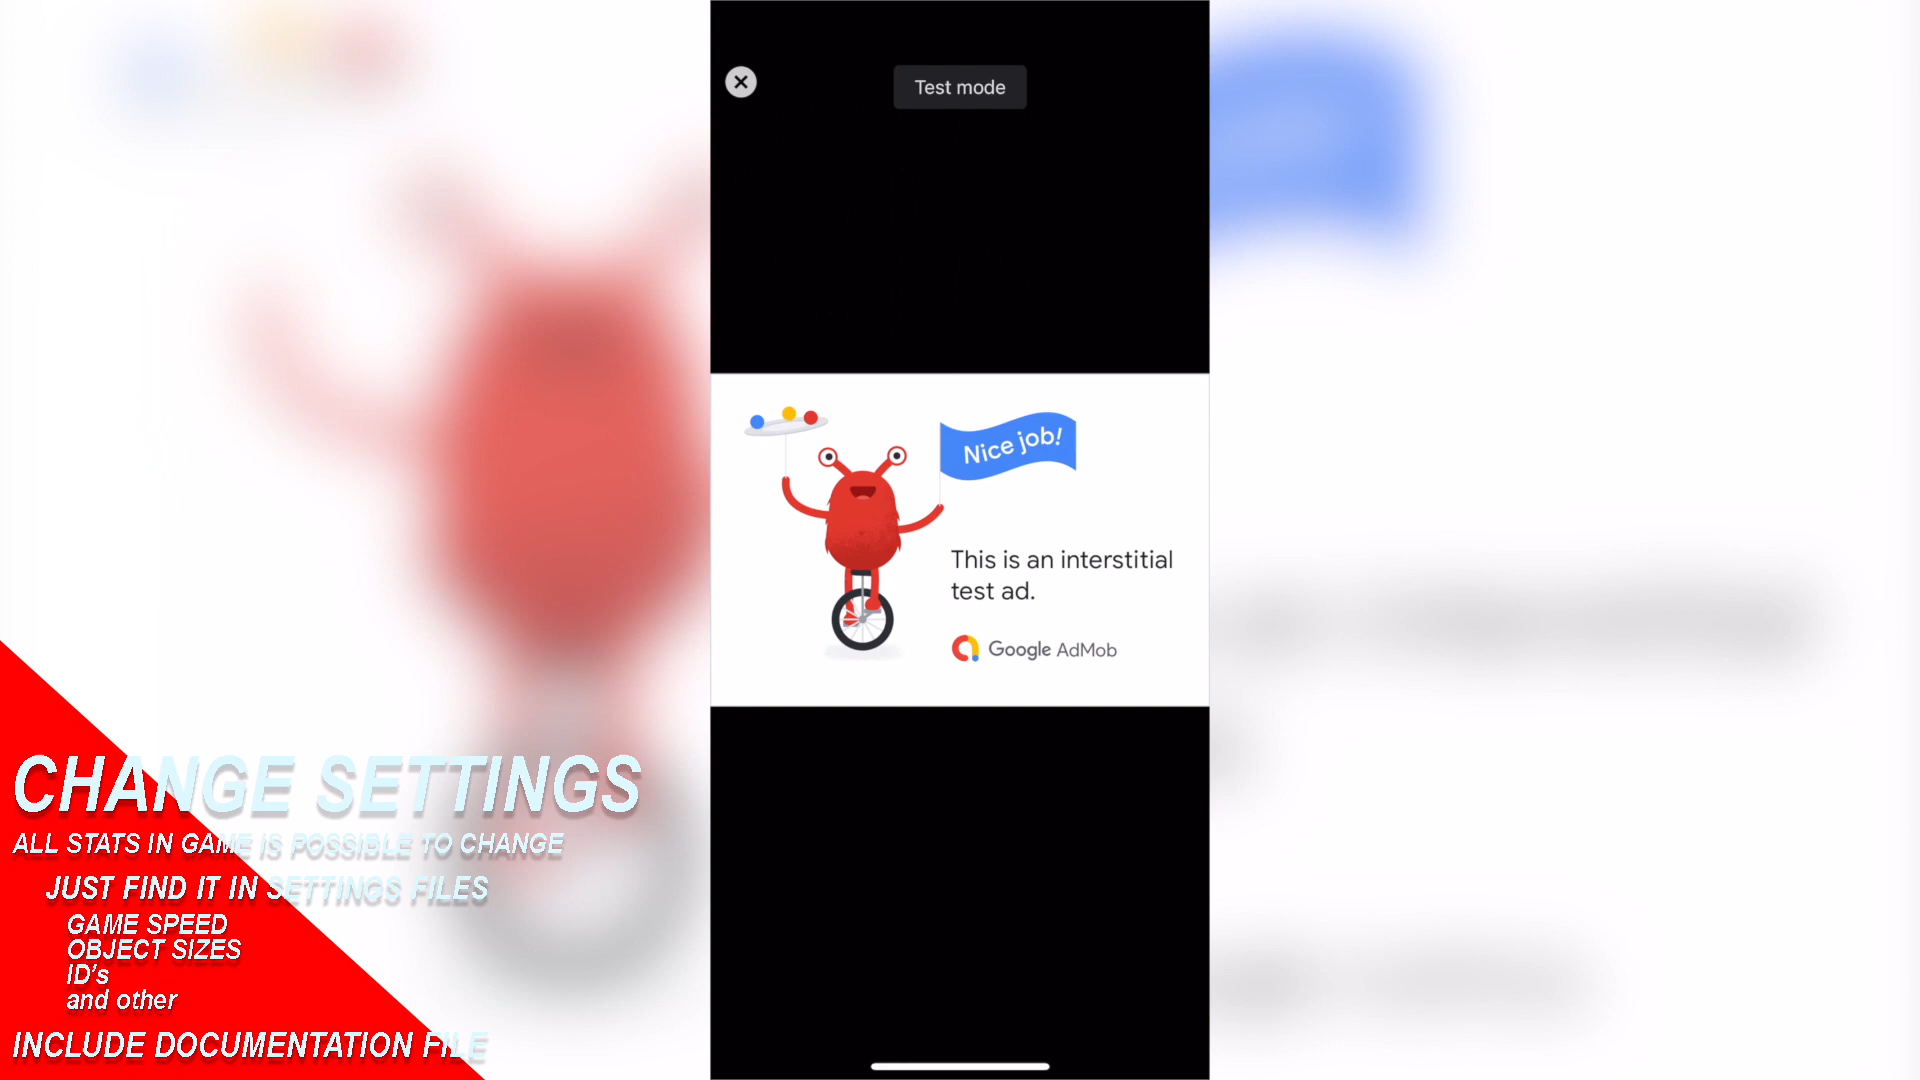 Test mode
Nice job!
This is an interstitial
test ad.
Google AdMob
CHANGE SETTINGS
ALL STATS IN GAME IS POSSIBLE TO CHANGE
JUST FIND IT IN SETTINGS FILES
GAME SPEED
OBJECT SIZES
ID's
and other
INCLUDE DOCUMENTATION FILE